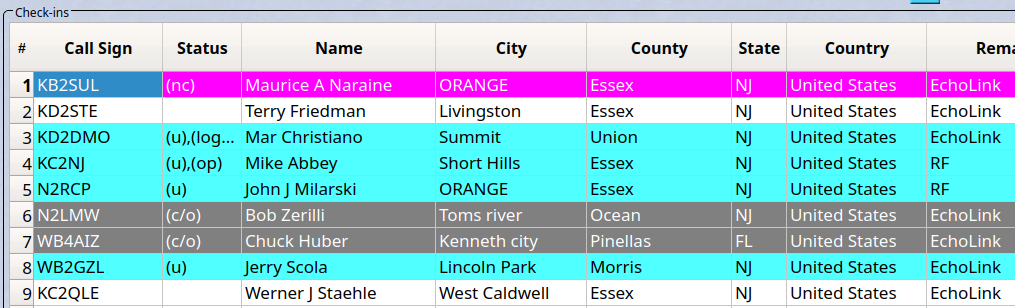 Check-ins
# Call Sign Status Name City County State Country Rema
1 KB2SUL (nc) Maurice A Naraine ORANGE Essex NJ United States EchoLink
2 KD2STE Terry Friedman Livingston Essex NJ United States EchoLink
3 KD2DMO (u),(log... Mar Christiano Summit Union NJ United States EchoLink
4 KC2NJ (u),(op) Mike Abbey Short Hills Essex NJ United States RF
5 N2RCP (u) John J Milarski ORANGE Essex NJ United States RF
6 N2LMW (c/o) Bob Zerilli Toms river Ocean NJ United States EchoLink
7 WB4AIZ (c/o) Chuck Huber Kenneth city Pinellas FL United States EchoLink
8 WB2GZL (u) Jerry Scola Lincoln Park Morris NJ United States EchoLink
9 KC2QLE Werner J Staehle West Caldwell Essex NJ United States EchoLink